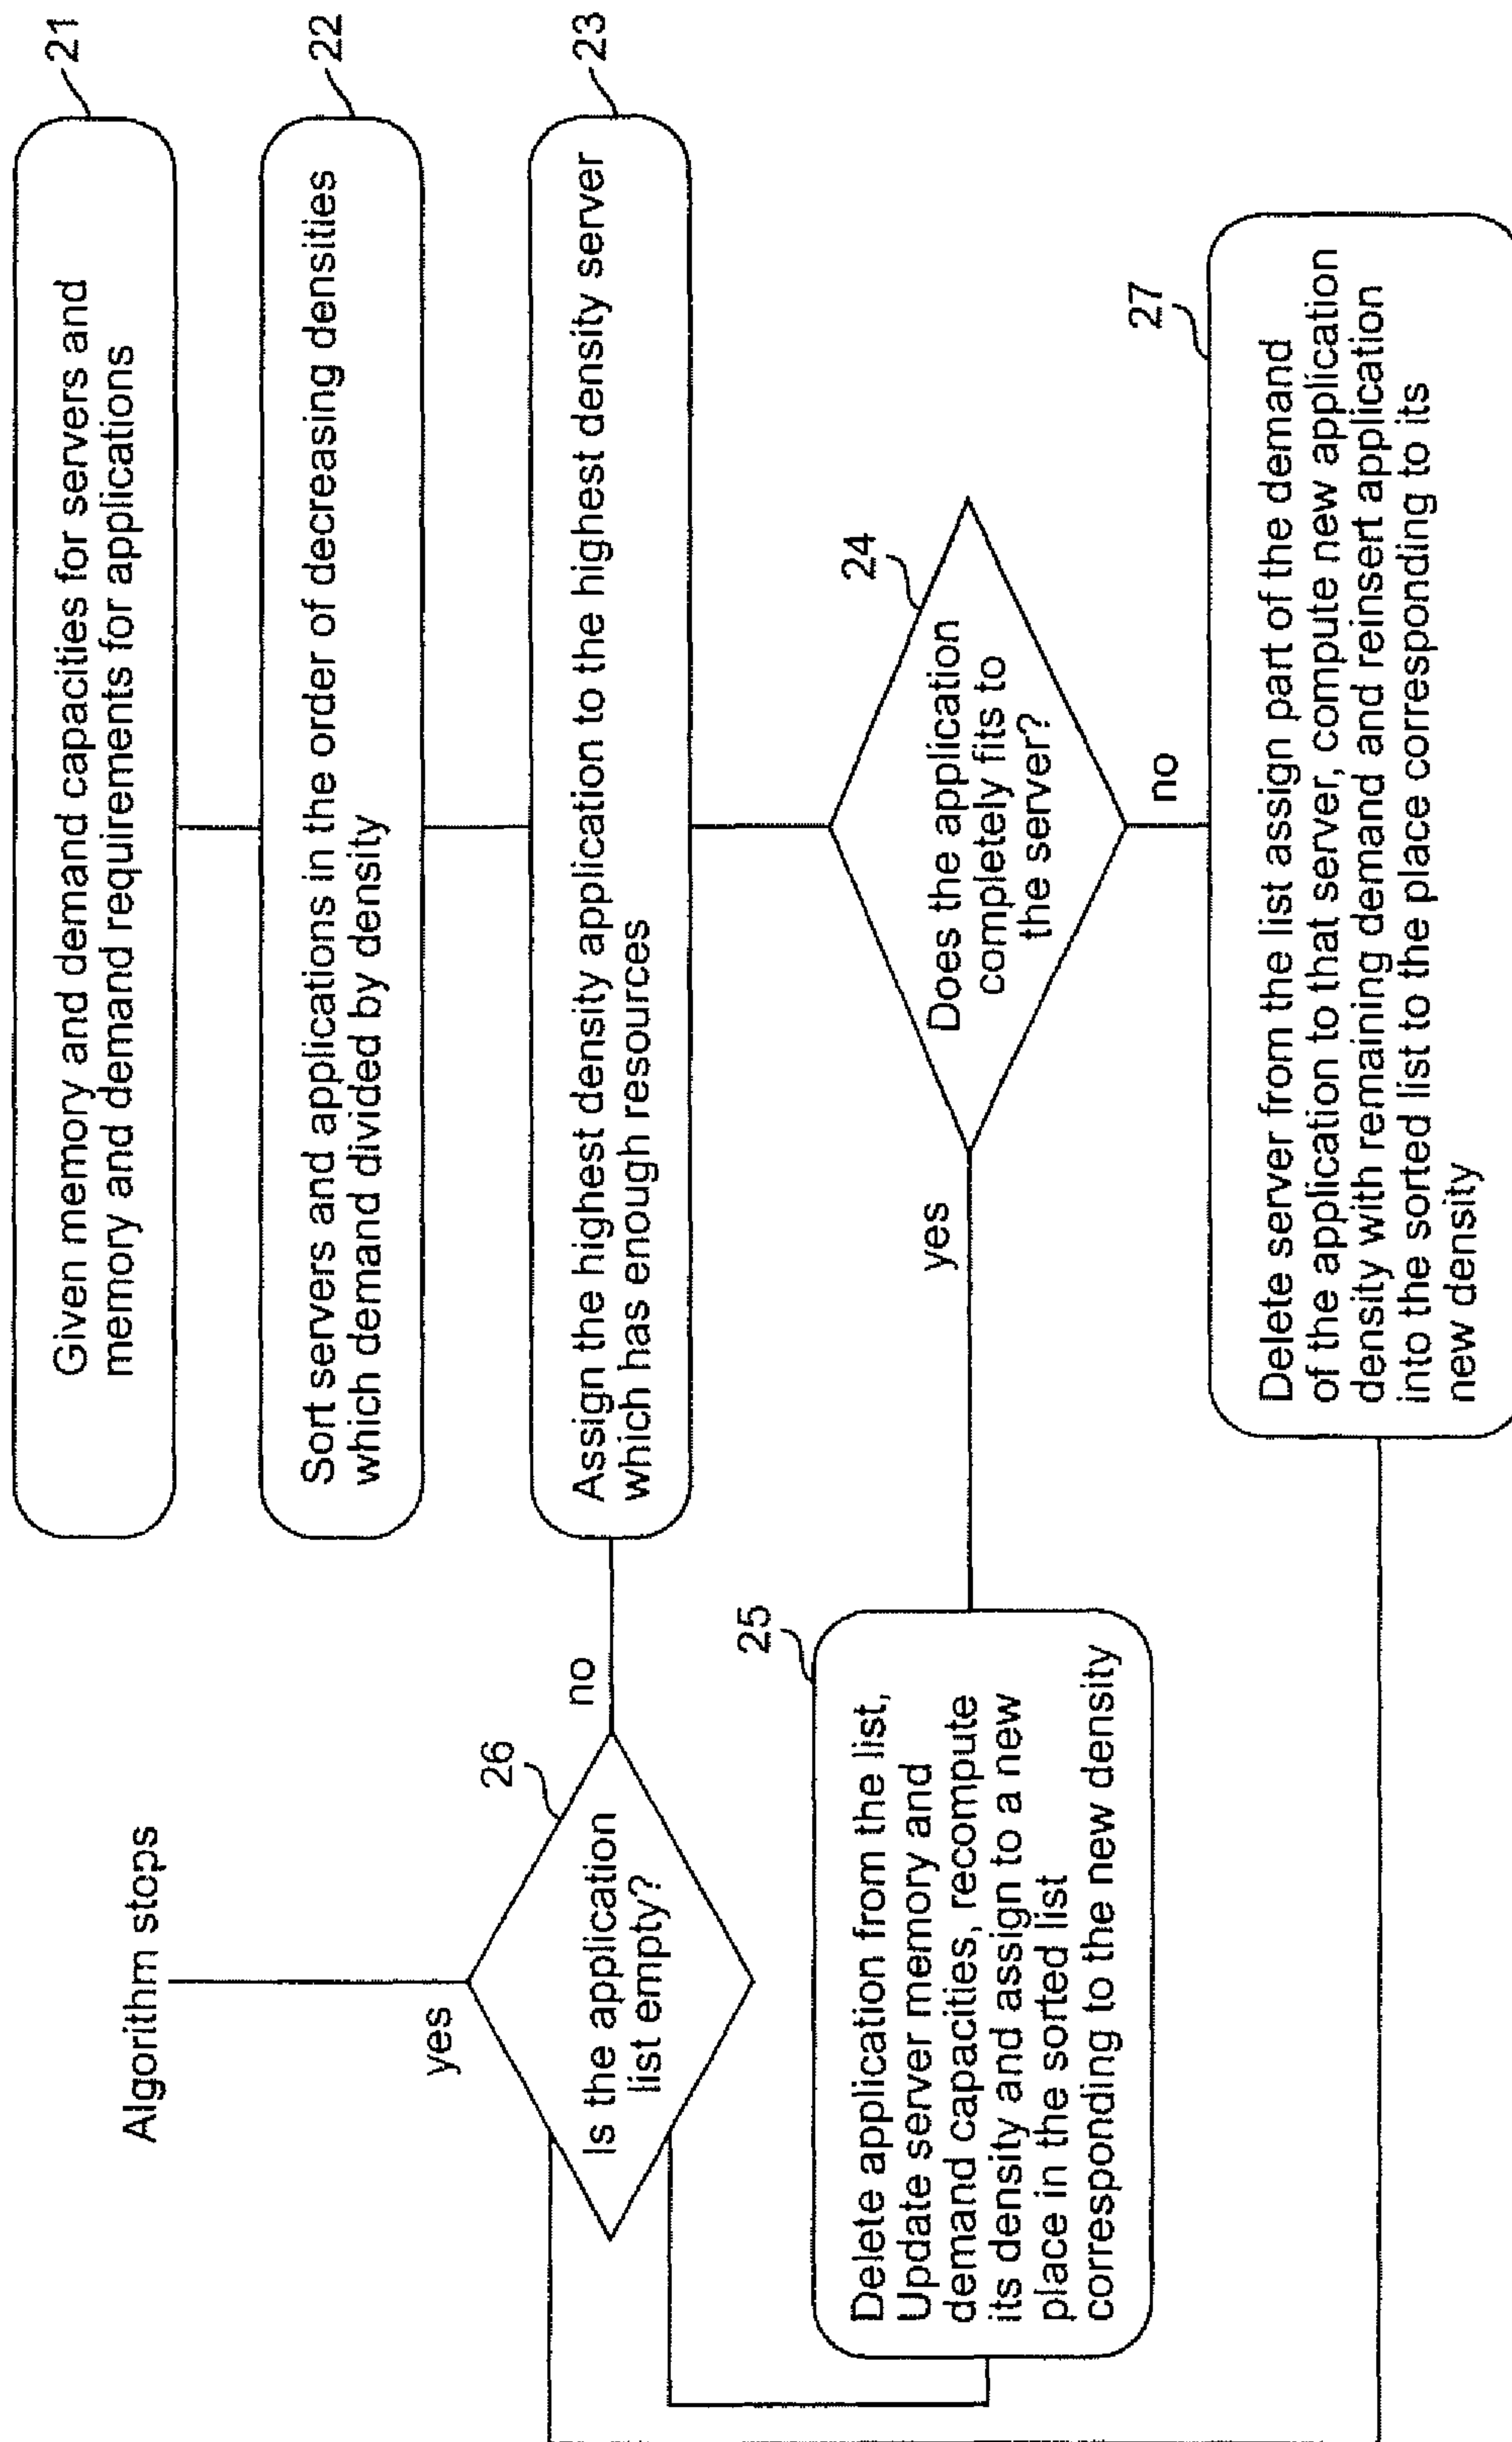 21
Given memory and demand capacities for servers and
memory and demand requirements for applications
22
Sort servers and applications in the order of decreasing densities
which demand divided by density
23
Assign the highest density application to the highest density server
which has enough resources
24
Does the application
completely fits to
the server?
yes
no
25
Delete application from the list,
Update server memory and
demand capacities, recompute
its density and assign to a new
place in the sorted list
corresponding to the new density
26
Is the application
list empty?
no
yes
Algorithm stops
27
Delete server from the list assign part of the demand
of the application to that server, compute new application
density with remaining demand and reinsert application
into the sorted list to the place corresponding to its
new density